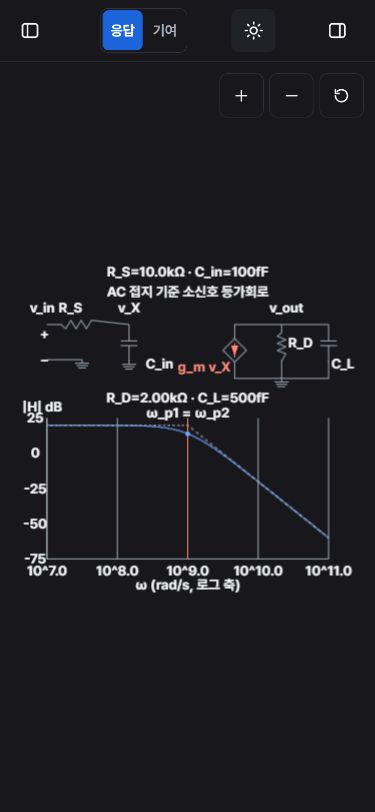 응답 기여
R_S=10.0kΩ · C_in=100fF
AC 접지 기준 소신호 등가회로
v_in R_S v_X v_out
+
−
R_D
C_in g_m v_X C_L
R_D=2.00kΩ · C_L=500fF
|H| dB ω_p1 = ω_p2
25
0
-25
-50
-75
10^7.0 10^8.0 10^9.0 10^10.0 10^11.0
ω (rad/s, 로그 축)